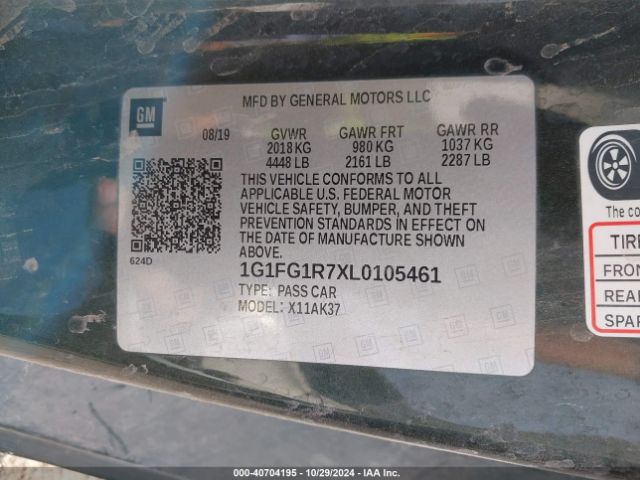 GM
MFD BY GENERAL MOTORS LLC
08/19 GVWR GAWR FRT GAWR RR
2018 KG 980 KG 1037 KG
4448 LB 2161 LB 2287 LB
THIS VEHICLE CONFORMS TO ALL
APPLICABLE U.S. FEDERAL MOTOR
VEHICLE SAFETY, BUMPER, AND THEFT
PREVENTION STANDARDS IN EFFECT ON
THE DATE OF MANUFACTURE SHOWN
ABOVE.
624D
1G1FG1R7XL0105461
TYPE: PASS CAR
MODEL: X11AK37
The co
TIRE
FRON
REAR
SPAR
000-40704195 - 10/29/2024 - IAA Inc.